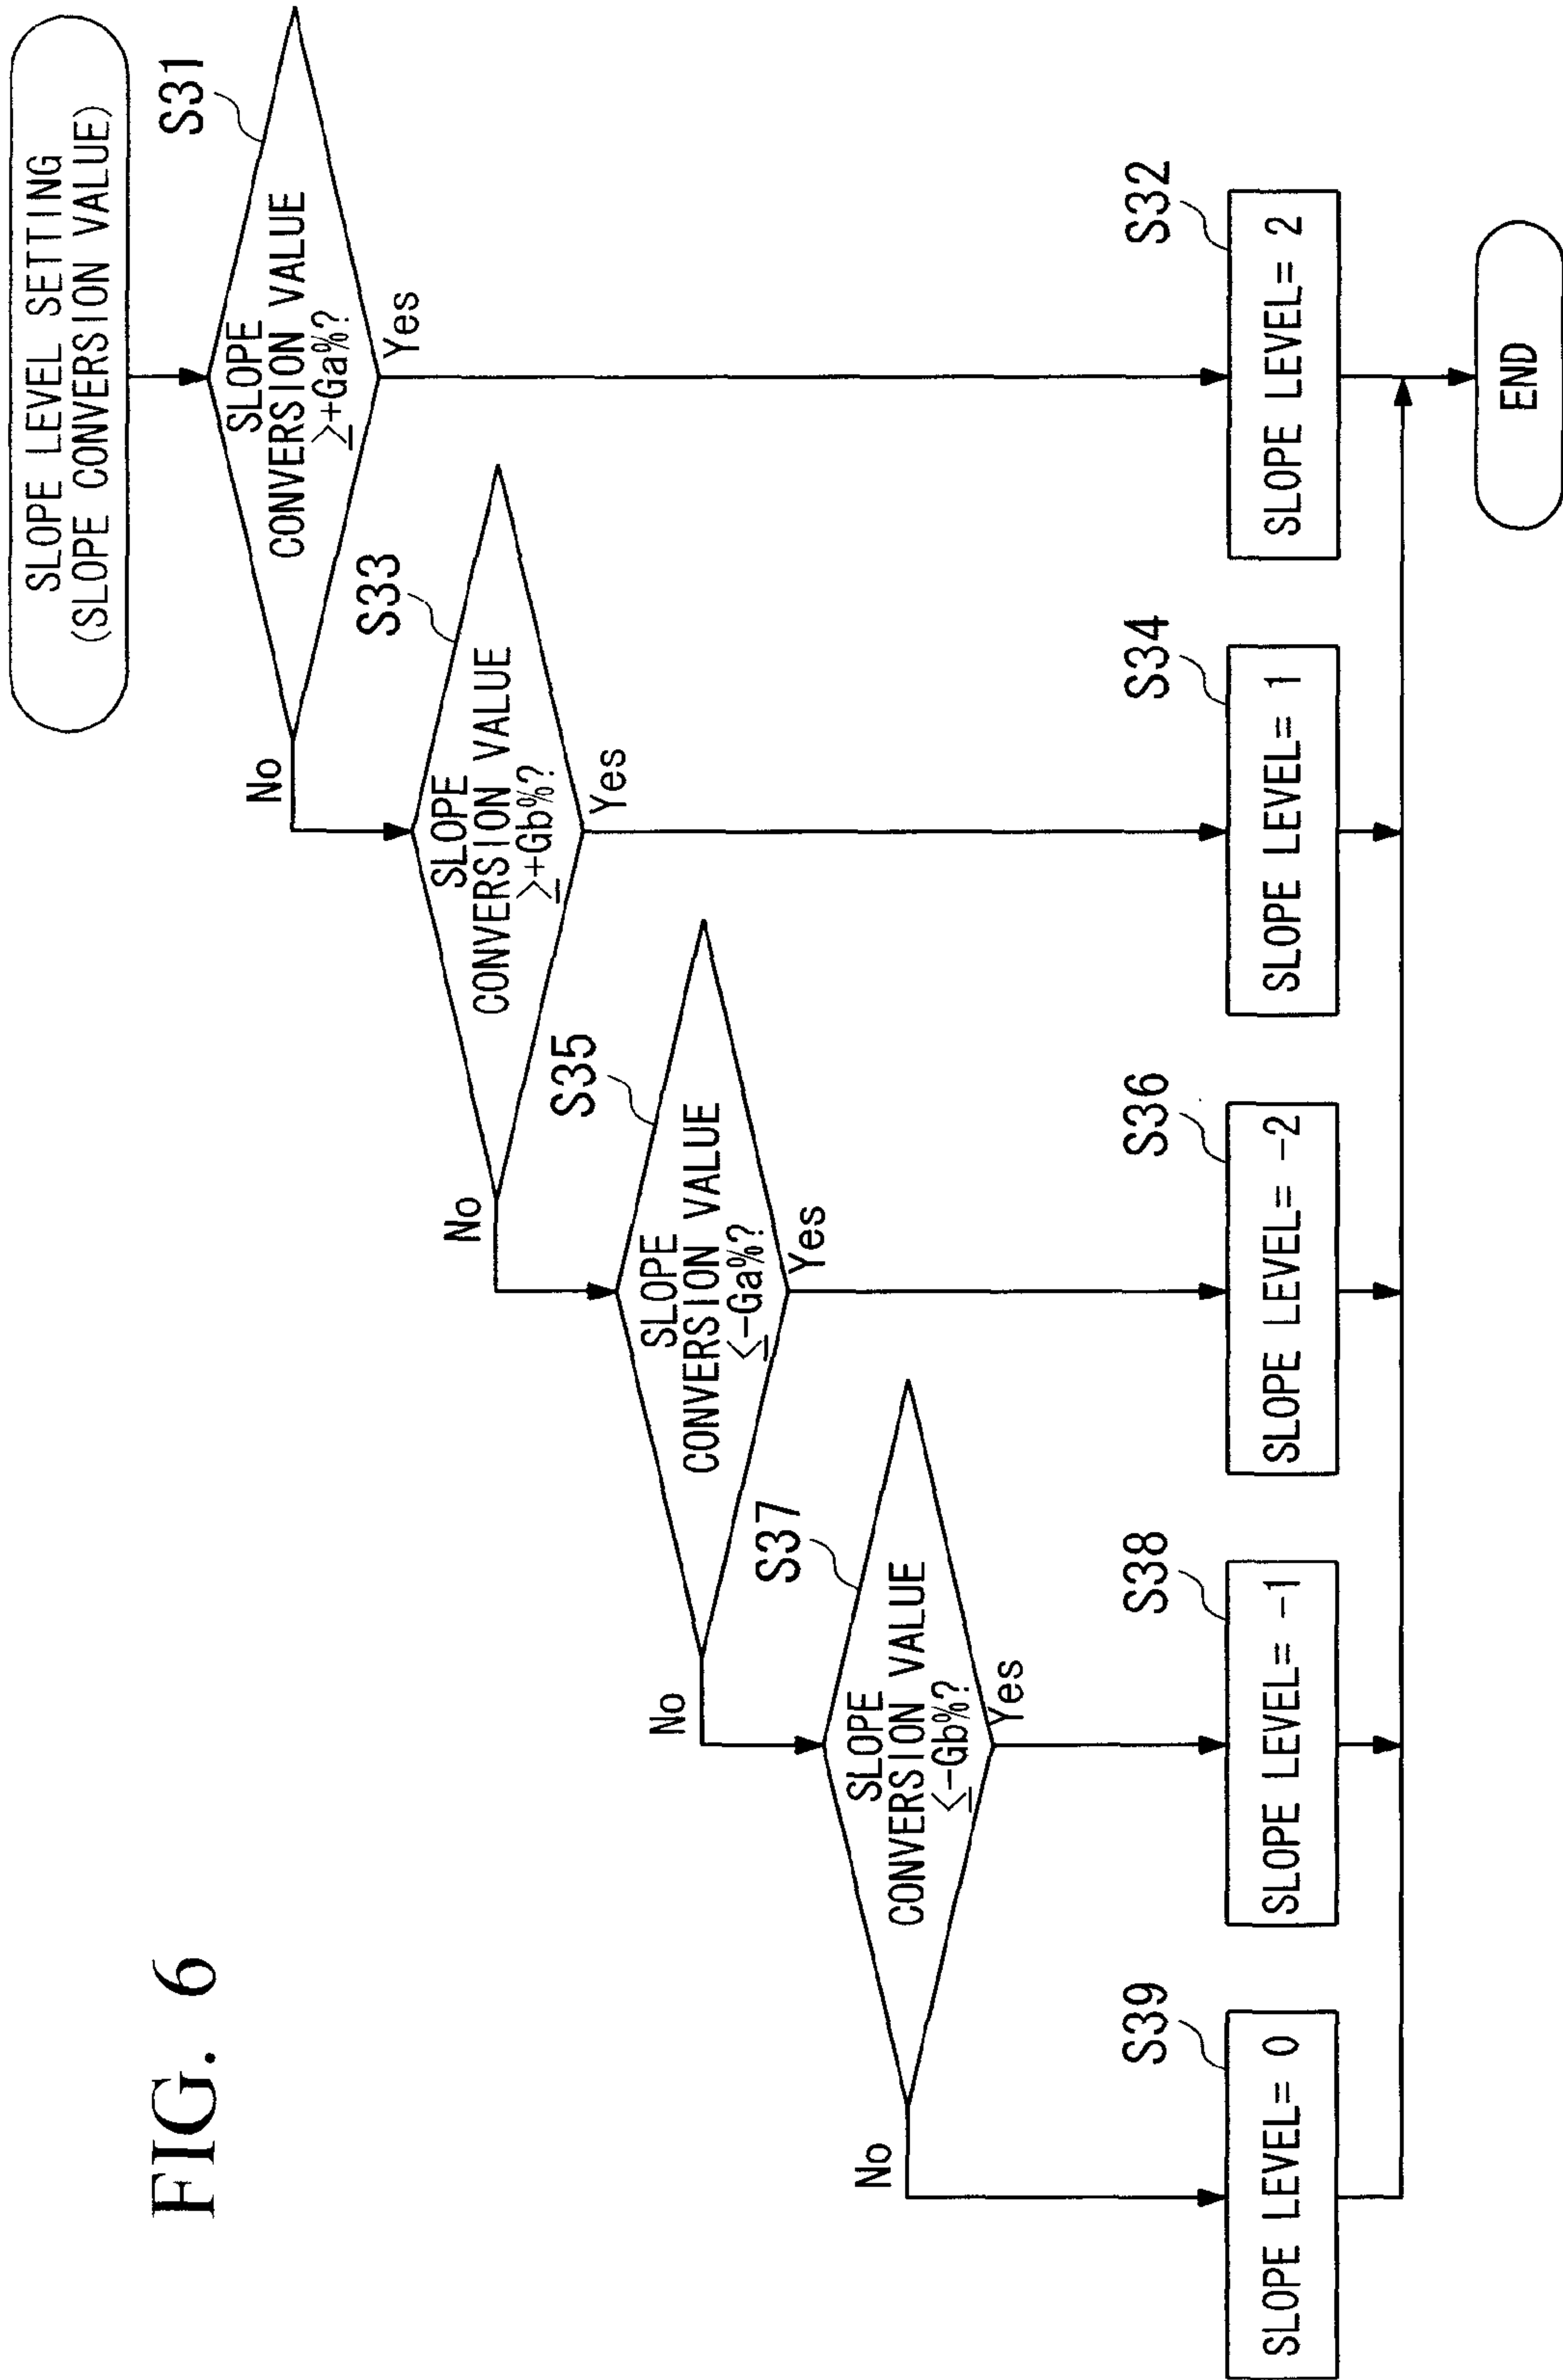 FIG. 6
SLOPE LEVEL SETTING
(SLOPE CONVERSION VALUE)
S31
SLOPE
CONVERSION VALUE
≥+Ga%?
No
Yes
S33
SLOPE
CONVERSION VALUE
≥+Gb%?
No
Yes
S35
SLOPE
CONVERSION VALUE
≤-Ga%?
No
Yes
S37
SLOPE
CONVERSION VALUE
≤-Gb%?
No
Yes
S39
SLOPE LEVEL= 0
S38
SLOPE LEVEL= -1
S36
SLOPE LEVEL= -2
S34
SLOPE LEVEL= 1
S32
SLOPE LEVEL= 2
END